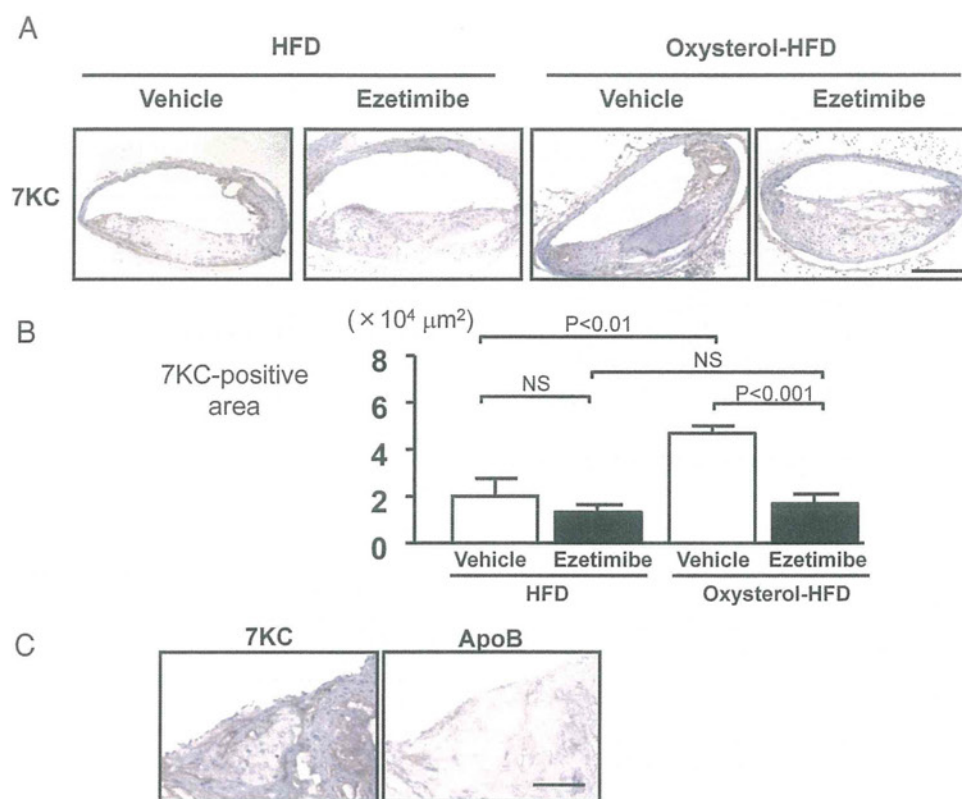 A
HFD Oxysterol-HFD
Vehicle Ezetimibe Vehicle Ezetimibe
7KC
B
(×10⁴ μm²)
7KC-positive
area
P<0.01
NS
NS
P<0.001
8
6
4
2
0
Vehicle Ezetimibe Vehicle Ezetimibe
HFD Oxysterol-HFD
C
7KC ApoB